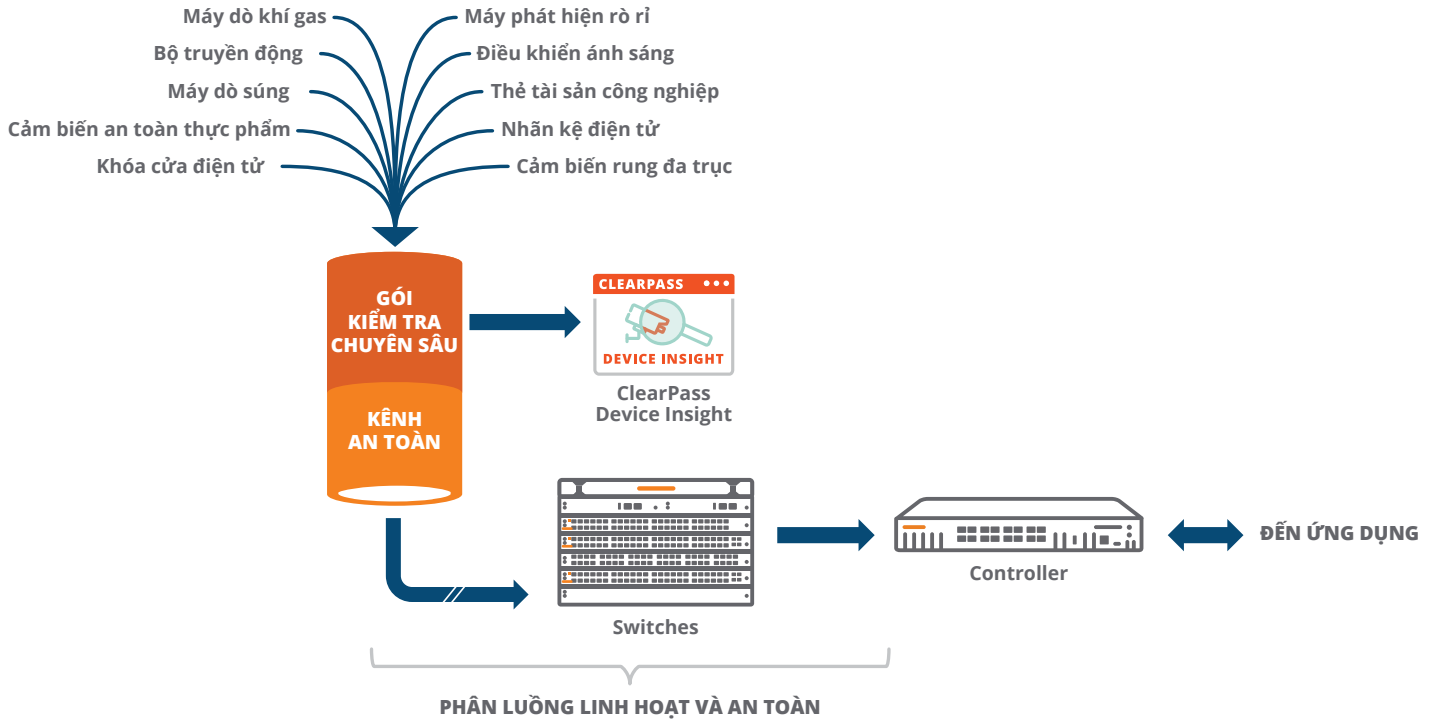 Máy dò khí gas
Máy phát hiện rò rỉ
Bộ truyền động
Điều khiển ánh sáng
Máy dò súng
Thẻ tài sản công nghiệp
Cảm biến an toàn thực phẩm
Nhãn kệ điện tử
Khóa cửa điện tử
Cảm biến rung đa trục
GÓI
KIỂM TRA
CHUYÊN SÂU
KÊNH
AN TOÀN
CLEARPASS
DEVICE INSIGHT
ClearPass
Device Insight
Switches
Controller
ĐẾN ỨNG DỤNG
PHÂN LUỒNG LINH HOẠT VÀ AN TOÀN